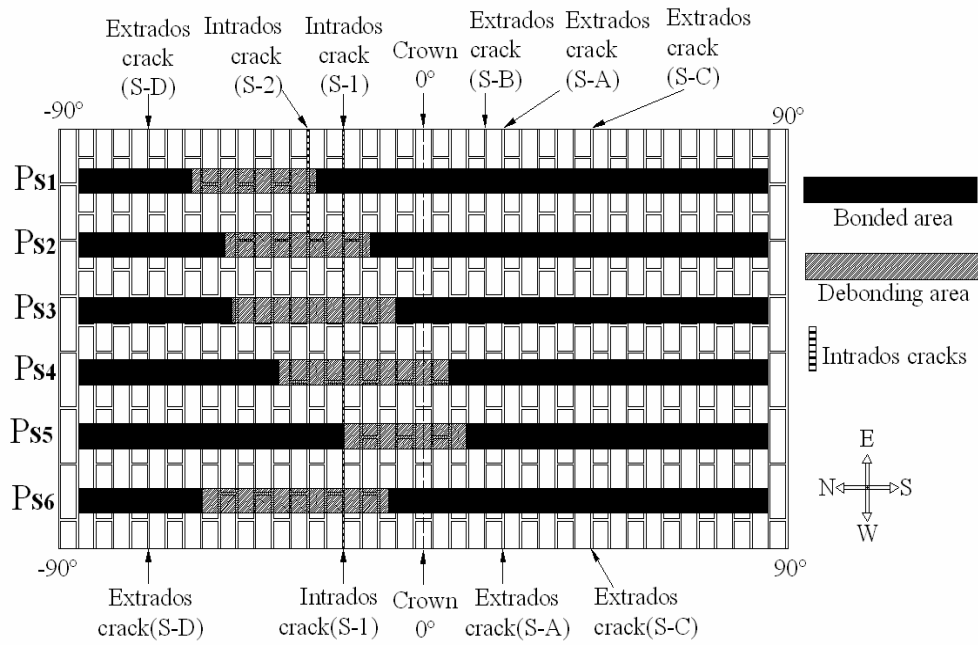 Extrados
crack
(S-D)
Intrados
crack
(S-2)
Intrados
crack
(S-1)
Crown
0°
Extrados
crack
(S-B)
Extrados
crack
(S-A)
Extrados
crack
(S-C)
-90°
90°
PS1
PS2
PS3
PS4
PS5
PS6
Bonded area
Debonding area
Intrados cracks
E
N
S
W
-90°
90°
Extrados
crack(S-D)
Intrados
crack(S-1)
Crown
0°
Extrados
crack(S-A)
Extrados
crack(S-C)